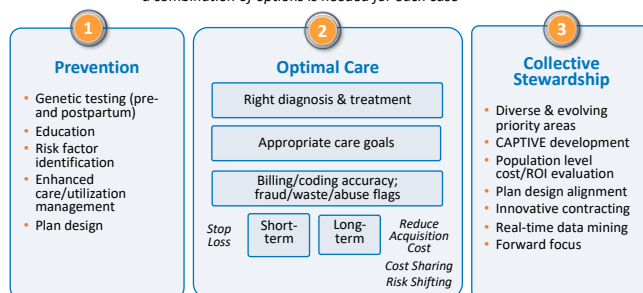 a combination of options is needed for each case
1
Prevention
• Genetic testing (pre-
and postpartum)
• Education
• Risk factor
identification
• Enhanced
care/utilization
management
• Plan design
2
Optimal Care
Right diagnosis & treatment
Appropriate care goals
Billing/coding accuracy;
fraud/waste/abuse flags
Stop
Loss
Short-
term
Long-
term
Reduce
Acquisition
Cost
Cost Sharing
Risk Shifting
3
Collective
Stewardship
• Diverse & evolving
priority areas
• CAPTIVE development
• Population level
cost/ROI evaluation
• Plan design alignment
• Innovative contracting
• Real-time data mining
• Forward focus